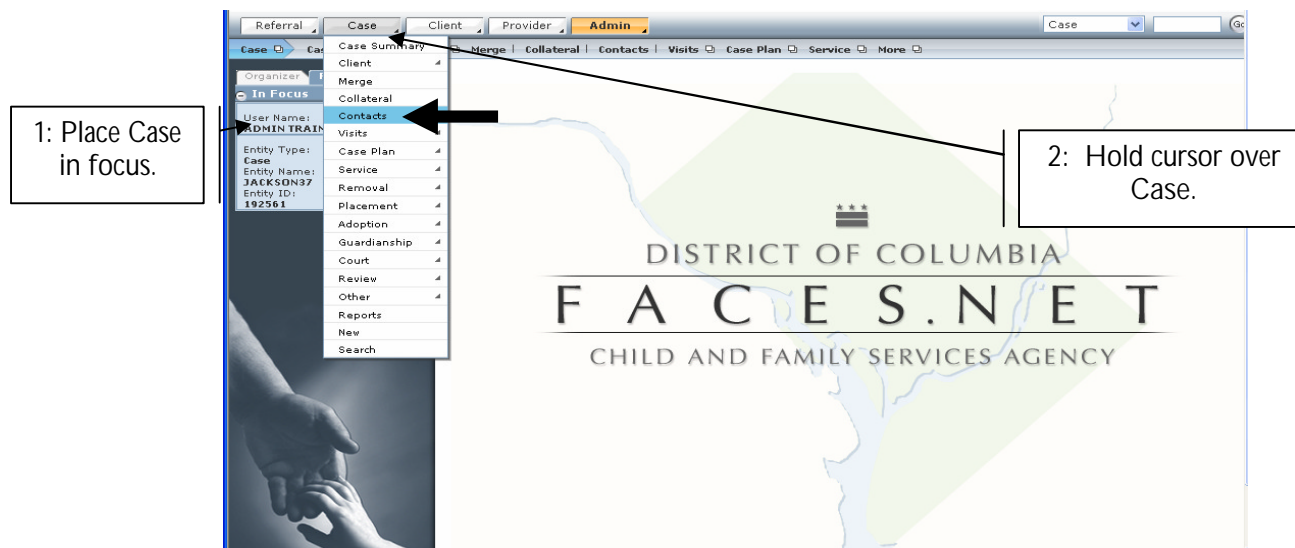 Referral Case Client Provider Admin Case Go
Case Merge | Collateral | Contacts | Visits Case Plan Service More
Organizer
In Focus
User Name:
ADMIN TRAIN
Entity Type:
Case
Entity Name:
JACKSON37
Entity ID:
192561
Case Summary
Client
Merge
Collateral
Contacts
Visits
Case Plan
Service
Removal
Placement
Adoption
Guardianship
Court
Review
Other
Reports
New
Search
1: Place Case
in focus.
2: Hold cursor over
Case.
DISTRICT OF COLUMBIA
FACES.NET
CHILD AND FAMILY SERVICES AGENCY